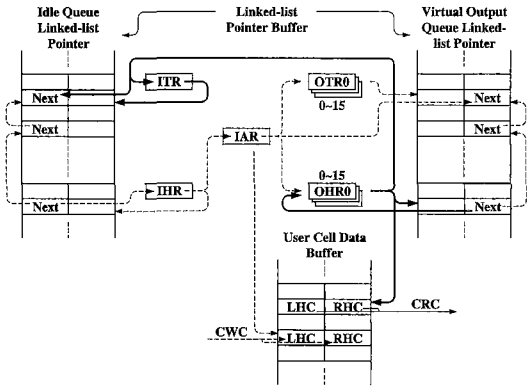 Idle Queue
Linked-list
Pointer
Linked-list
Pointer Buffer
Virtual Output
Queue Linked-
list Pointer
ITR
OTR0
0~15
Next
Next
Next
Next
IAR
IHR
0~15
OHR0
Next
Next
User Cell Data
Buffer
LHC
RHC
CRC
CWC
LHC
RHC